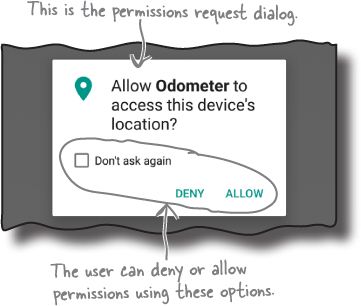 This is the permissions request dialog.
Allow Odometer to
access this device's
location?
Don't ask again
DENY ALLOW
The user can deny or allow
permissions using these options.